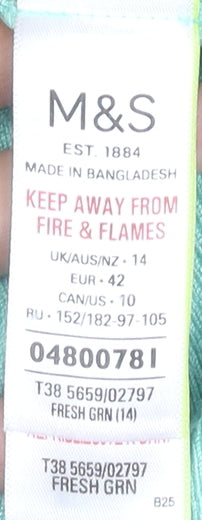 M&S
EST. 1884
MADE IN BANGLADESH
KEEP AWAY FROM
FIRE & FLAMES
UK/AUS/NZ · 14
EUR · 42
CAN/US · 10
RU · 152/182-97-105
04800781
T38 5659/02797
FRESH GRN (14)
T38 5659/02797
FRESH GRN
B25